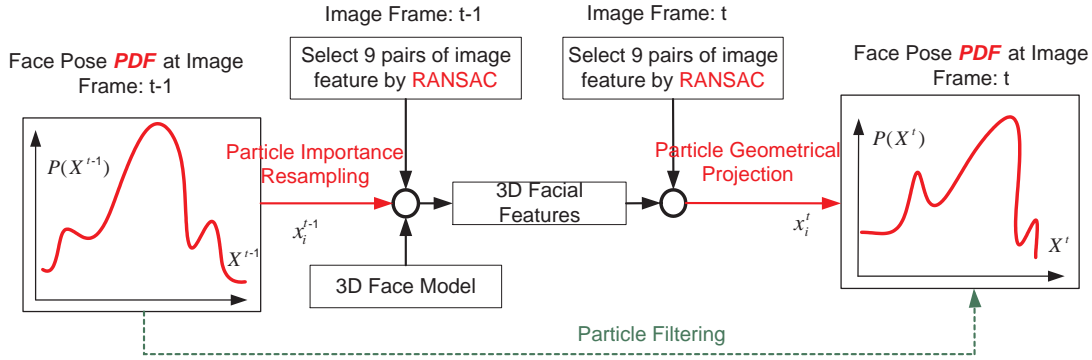 Face Pose PDF at Image
Frame: t-1
P(X^{t-1})
X^{t-1}
Image Frame: t-1
Select 9 pairs of image
feature by RANSAC
Particle Importance
Resampling
x_i^{t-1}
3D Face Model
3D Facial
Features
Image Frame: t
Select 9 pairs of image
feature by RANSAC
Particle Geometrical
Projection
x_i^t
Face Pose PDF at Image
Frame: t
P(X^t)
X^t
Particle Filtering